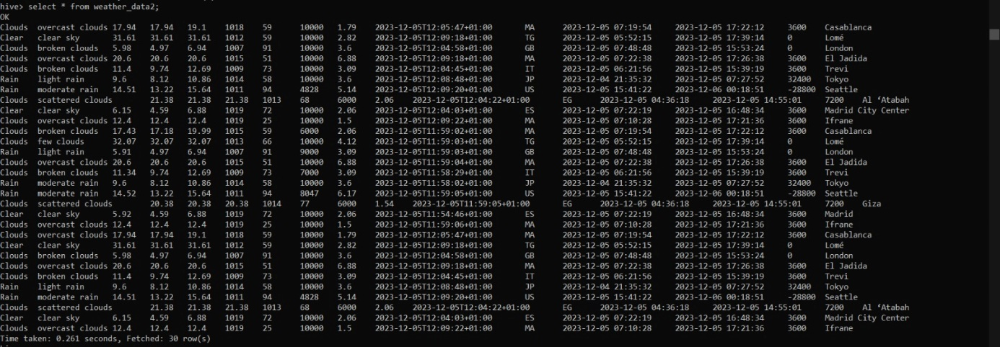 hive> select * from weather_data2;
OK
Clouds overcast clouds 17.94 17.94 19.1 1018 59 10000 1.79 2023-12-05T12:05:47+01:00 MA 2023-12-05 07:19:54 2023-12-05 17:22:12 3600 Casablanca
Clear clear sky 31.61 31.61 31.61 1012 59 10000 2.82 2023-12-05T12:09:18+01:00 TG 2023-12-05 05:52:15 2023-12-05 17:39:14 0 Lomé
Clouds broken clouds 5.98 4.97 6.94 1007 91 10000 3.6 2023-12-05T12:04:58+01:00 GB 2023-12-05 07:48:48 2023-12-05 15:53:24 0 London
Clouds overcast clouds 20.6 20.6 20.6 1015 51 10000 6.88 2023-12-05T12:09:18+01:00 MA 2023-12-05 07:22:38 2023-12-05 17:26:38 3600 El Jadida
Clouds broken clouds 11.4 9.74 12.69 1009 73 10000 3.09 2023-12-05T12:04:45+01:00 IT 2023-12-05 06:21:56 2023-12-05 15:39:19 3600 Trevi
Rain light rain 9.6 8.12 10.86 1014 58 10000 3.6 2023-12-05T12:08:48+01:00 JP 2023-12-04 21:35:32 2023-12-05 07:27:52 32400 Tokyo
Rain moderate rain 14.51 13.22 15.64 1011 94 4828 5.14 2023-12-05T12:09:20+01:00 US 2023-12-05 15:41:22 2023-12-06 00:18:51 -28800 Seattle
Clouds scattered clouds 21.38 21.38 21.38 1013 68 6000 2.06 2023-12-05T12:04:22+01:00 EG 2023-12-05 04:36:18 2023-12-05 14:55:01 7200 Al ‘Atabah
Clear clear sky 6.15 4.59 6.88 1019 72 10000 2.06 2023-12-05T12:04:03+01:00 ES 2023-12-05 07:22:19 2023-12-05 16:48:34 3600 Madrid City Center
Clouds overcast clouds 12.4 12.4 12.4 1019 25 10000 1.5 2023-12-05T12:09:22+01:00 MA 2023-12-05 07:10:28 2023-12-05 17:21:36 3600 Ifrane
Clouds broken clouds 17.43 17.18 19.99 1015 59 6000 2.06 2023-12-05T11:59:02+01:00 MA 2023-12-05 07:19:54 2023-12-05 17:22:12 3600 Casablanca
Clouds few clouds 32.07 32.07 32.07 1013 66 10000 4.12 2023-12-05T11:59:03+01:00 TG 2023-12-05 05:52:15 2023-12-05 17:39:14 0 Lomé
Rain light rain 5.91 4.97 6.94 1007 91 9000 3.09 2023-12-05T11:59:03+01:00 GB 2023-12-05 07:48:48 2023-12-05 15:53:24 0 London
Clouds overcast clouds 20.6 20.6 20.6 1015 51 10000 6.88 2023-12-05T11:59:04+01:00 MA 2023-12-05 07:22:38 2023-12-05 17:26:38 3600 El Jadida
Clouds broken clouds 11.34 9.74 12.69 1009 73 7000 3.09 2023-12-05T11:58:29+01:00 IT 2023-12-05 06:21:56 2023-12-05 15:39:19 3600 Trevi
Rain moderate rain 9.6 8.12 10.86 1014 58 10000 3.6 2023-12-05T11:58:02+01:00 JP 2023-12-04 21:35:32 2023-12-05 07:27:52 32400 Tokyo
Rain moderate rain 14.52 13.22 15.64 1011 94 8047 6.17 2023-12-05T11:59:05+01:00 US 2023-12-05 15:41:22 2023-12-06 00:18:51 -28800 Seattle
Clouds scattered clouds 20.38 20.38 20.38 1014 77 6000 1.54 2023-12-05T11:59:05+01:00 EG 2023-12-05 04:36:18 2023-12-05 14:55:01 7200 Giza
Clear clear sky 5.92 4.59 6.88 1019 72 10000 2.06 2023-12-05T11:54:46+01:00 ES 2023-12-05 07:22:19 2023-12-05 16:48:34 3600 Madrid
Clouds overcast clouds 12.4 12.4 12.4 1019 25 10000 1.5 2023-12-05T11:59:06+01:00 MA 2023-12-05 07:10:28 2023-12-05 17:21:36 3600 Ifrane
Clouds overcast clouds 17.94 17.94 19.1 1018 59 10000 1.79 2023-12-05T12:05:47+01:00 MA 2023-12-05 07:19:54 2023-12-05 17:22:12 3600 Casablanca
Clear clear sky 31.61 31.61 31.61 1012 59 10000 2.82 2023-12-05T12:09:18+01:00 TG 2023-12-05 05:52:15 2023-12-05 17:39:14 0 Lomé
Clouds broken clouds 5.98 4.97 6.94 1007 91 10000 3.6 2023-12-05T12:04:58+01:00 GB 2023-12-05 07:48:48 2023-12-05 15:53:24 0 London
Clouds overcast clouds 20.6 20.6 20.6 1015 51 10000 6.88 2023-12-05T12:09:18+01:00 MA 2023-12-05 07:22:38 2023-12-05 17:26:38 3600 El Jadida
Clouds broken clouds 11.4 9.74 12.69 1009 73 10000 3.09 2023-12-05T12:04:45+01:00 IT 2023-12-05 06:21:56 2023-12-05 15:39:19 3600 Trevi
Rain light rain 9.6 8.12 10.86 1014 58 10000 3.6 2023-12-05T12:08:48+01:00 JP 2023-12-04 21:35:32 2023-12-05 07:27:52 32400 Tokyo
Rain moderate rain 14.51 13.22 15.64 1011 94 4828 5.14 2023-12-05T12:09:20+01:00 US 2023-12-05 15:41:22 2023-12-06 00:18:51 -28800 Seattle
Clouds scattered clouds 21.38 21.38 21.38 1013 68 6000 2.06 2023-12-05T12:04:22+01:00 EG 2023-12-05 04:36:18 2023-12-05 14:55:01 7200 Al ‘Atabah
Clear clear sky 6.15 4.59 6.88 1019 72 10000 2.06 2023-12-05T12:04:03+01:00 ES 2023-12-05 07:22:19 2023-12-05 16:48:34 3600 Madrid City Center
Clouds overcast clouds 12.4 12.4 12.4 1019 25 10000 1.5 2023-12-05T12:09:22+01:00 MA 2023-12-05 07:10:28 2023-12-05 17:21:36 3600 Ifrane
Time taken: 0.261 seconds, Fetched: 30 row(s)